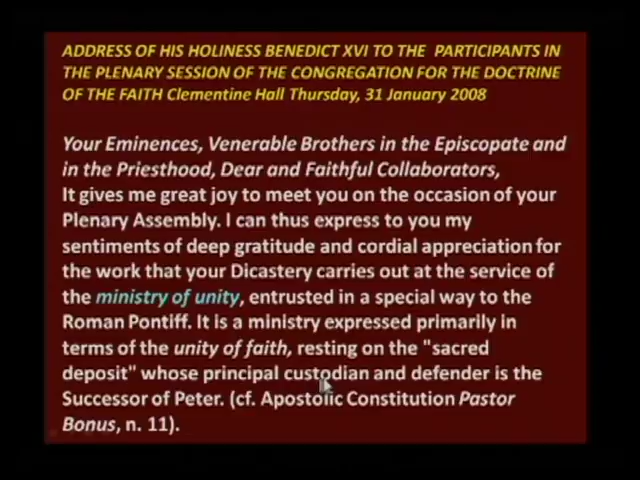 ADDRESS OF HIS HOLINESS BENEDICT XVI TO THE PARTICIPANTS IN
THE PLENARY SESSION OF THE CONGREGATION FOR THE DOCTRINE
OF THE FAITH Clementine Hall Thursday, 31 January 2008
Your Eminences, Venerable Brothers in the Episcopate and
in the Priesthood, Dear and Faithful Collaborators,
It gives me great joy to meet you on the occasion of your
Plenary Assembly. I can thus express to you my
sentiments of deep gratitude and cordial appreciation for
the work that your Dicastery carries out at the service of
the ministry of unity, entrusted in a special way to the
Roman Pontiff. It is a ministry expressed primarily in
terms of the unity of faith, resting on the "sacred
deposit" whose principal custodian and defender is the
Successor of Peter. (cf. Apostolic Constitution Pastor
Bonus, n. 11).